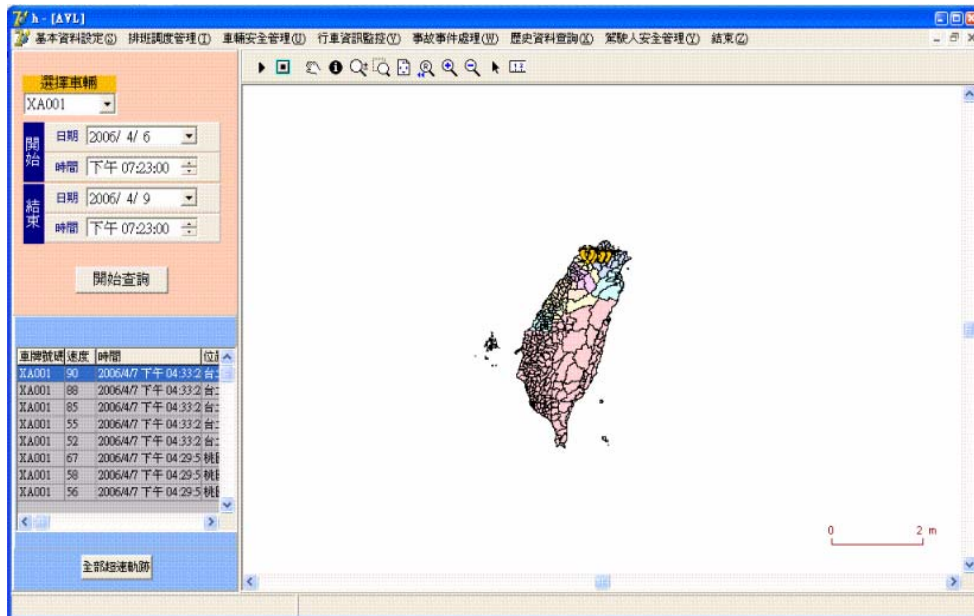 h - [AVL]
基本資料設定(S) 排班調度管理(T) 車輛安全管理(U) 行車資訊監控(V) 事故事件處理(W) 歷史資料查詢(X) 駕駛人安全管理(Y) 結束(Z)
選擇車輛
XA001
開始
日期 2006/ 4/ 6
時間 下午 07:23:00
結束
日期 2006/ 4/ 9
時間 下午 07:23:00
開始查詢
車牌號碼 速度 時間
XA001 90 2006/4/7 下午 04:33:2 台
XA001 88 2006/4/7 下午 04:33:2 台
XA001 85 2006/4/7 下午 04:33:2 台
XA001 55 2006/4/7 下午 04:33:2 台
XA001 52 2006/4/7 下午 04:33:2 台
XA001 67 2006/4/7 下午 04:29:5 桃
XA001 58 2006/4/7 下午 04:29:5 桃
XA001 56 2006/4/7 下午 04:29:5 桃
全部超速軌跡
0 2 m